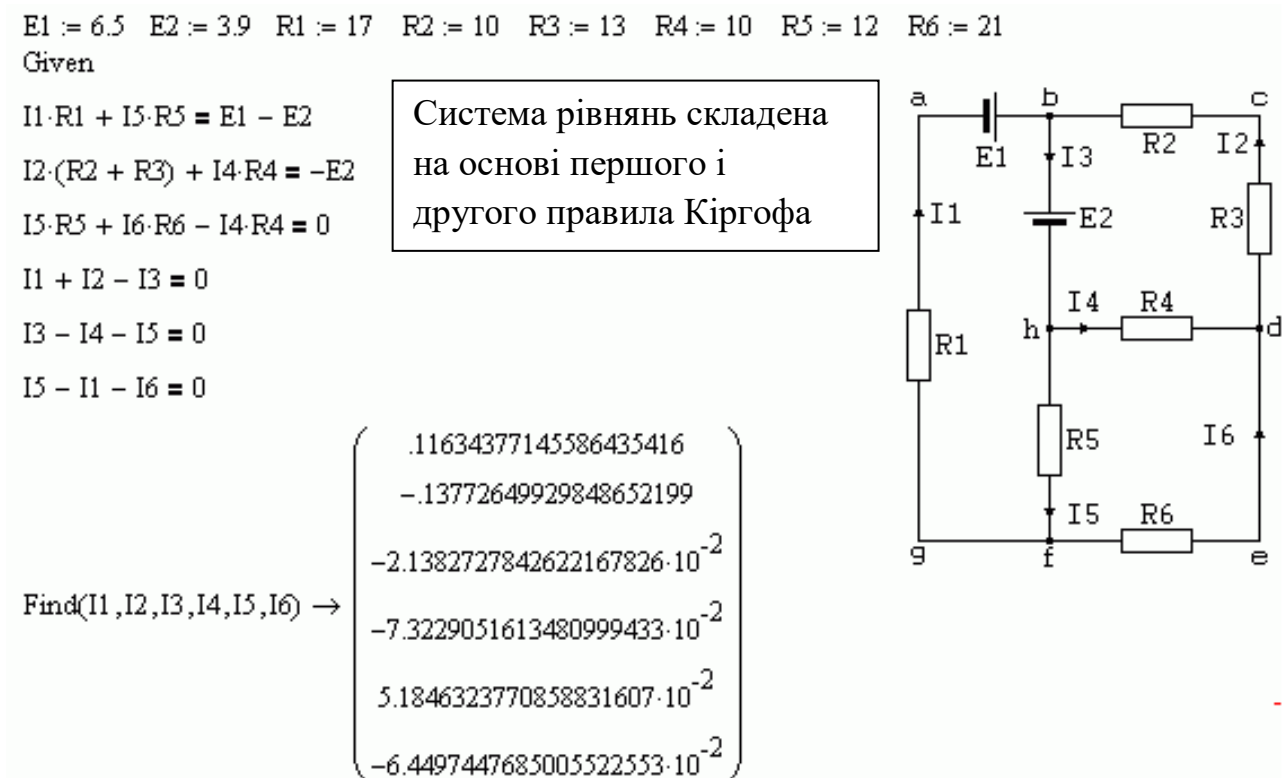 E1 := 6.5 E2 := 3.9 R1 := 17 R2 := 10 R3 := 13 R4 := 10 R5 := 12 R6 := 21
Given
I1·R1 + I5·R5 = E1 − E2
I2·(R2 + R3) + I4·R4 = −E2
I5·R5 + I6·R6 − I4·R4 = 0
I1 + I2 − I3 = 0
I3 − I4 − I5 = 0
I5 − I1 − I6 = 0
Система рівнянь складена
на основі першого і
другого правила Кіргофа
a b c
E1 I3 R2 I2
I1 E2 R3
I4 R4
h d
R1
R5 I6
I5 R6
g f e
.11634377145586435416
−.13772649929848652199
−2.1382727842622167826·10⁻²
Find(I1,I2,I3,I4,I5,I6) →
−7.3229051613480999433·10⁻²
5.1846323770858831607·10⁻²
−6.4497447685005522553·10⁻²